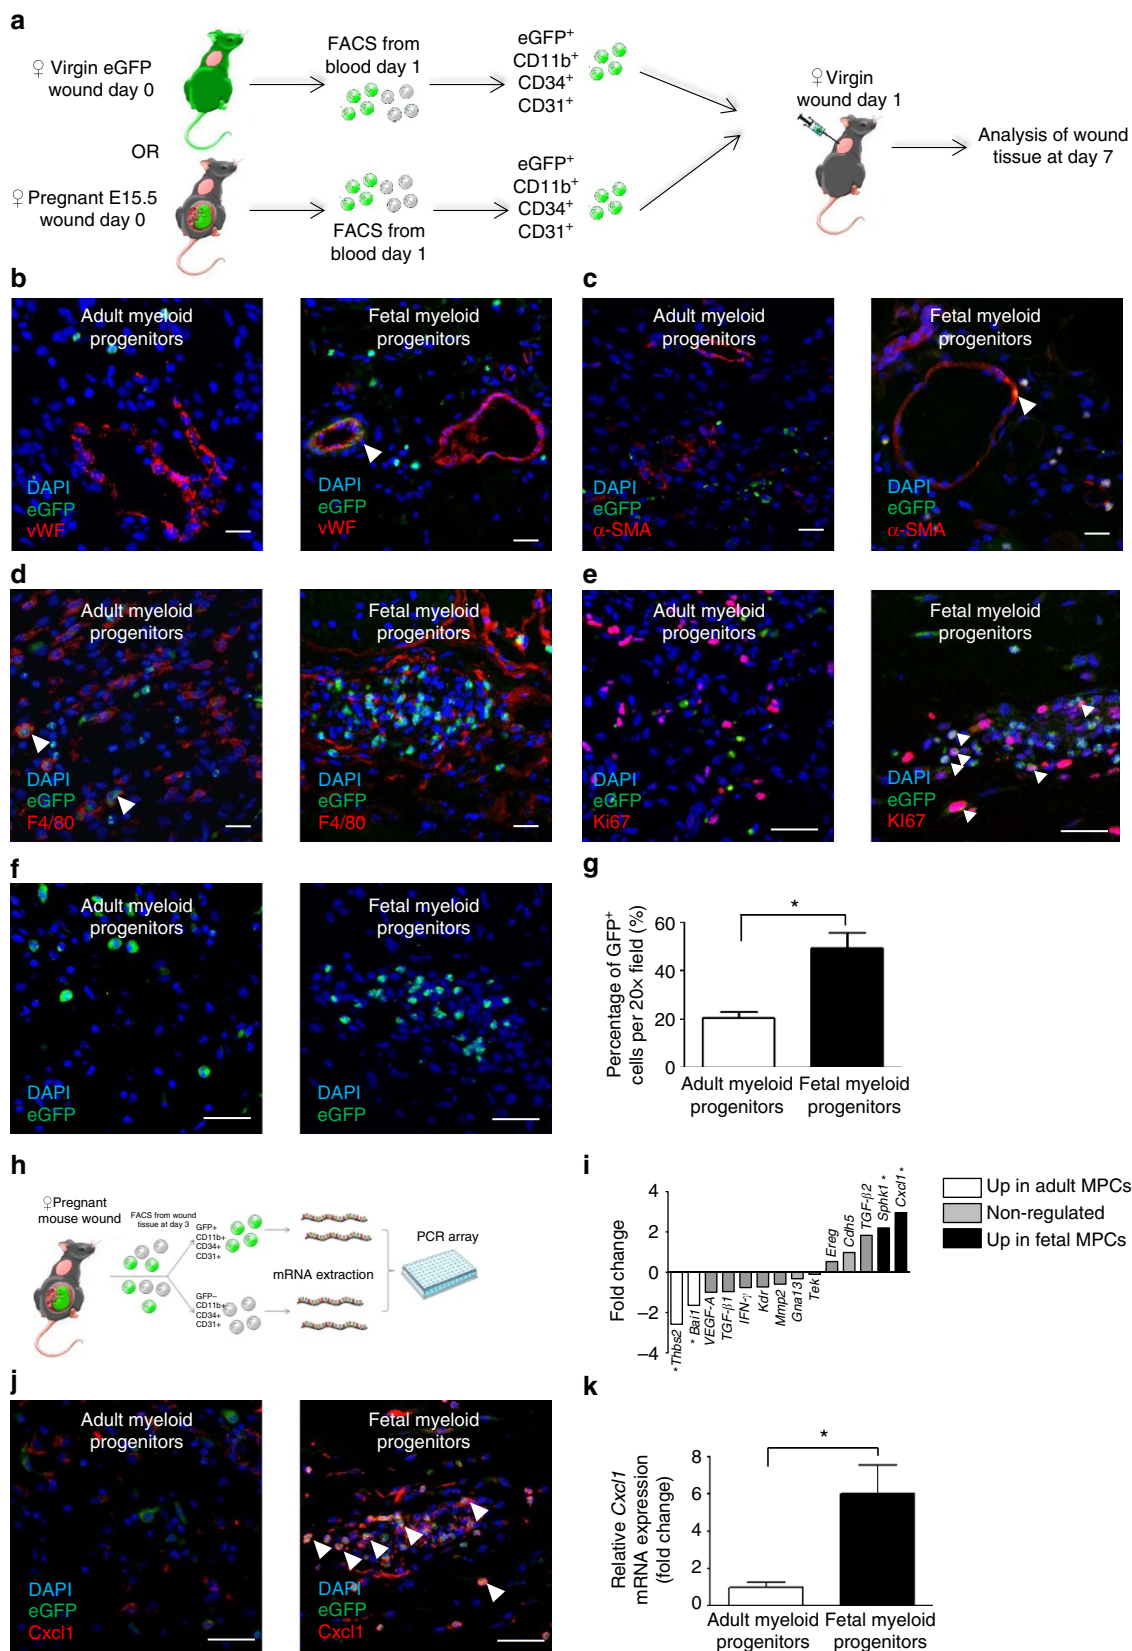 a
♀ Virgin eGFP
wound day 0
OR
♀ Pregnant E15.5
wound day 0
FACS from
blood day 1
eGFP⁺
CD11b⁺
CD34⁺
CD31⁺
FACS from
blood day 1
eGFP⁺
CD11b⁺
CD34⁺
CD31⁺
♀ Virgin
wound day 1
Analysis of wound
tissue at day 7
b
Adult myeloid
progenitors
DAPI
eGFP
vWF
Fetal myeloid
progenitors
DAPI
eGFP
vWF
c
Adult myeloid
progenitors
DAPI
eGFP
α-SMA
Fetal myeloid
progenitors
DAPI
eGFP
α-SMA
d
Adult myeloid
progenitors
DAPI
eGFP
F4/80
Fetal myeloid
progenitors
DAPI
eGFP
F4/80
e
Adult myeloid
progenitors
DAPI
eGFP
Ki67
Fetal myeloid
progenitors
DAPI
eGFP
KI67
f
Adult myeloid
progenitors
DAPI
eGFP
Fetal myeloid
progenitors
DAPI
eGFP
g
Percentage of GFP⁺
cells per 20x field (%)
60
40
20
0
*
Adult myeloid
progenitors
Fetal myeloid
progenitors
h
♀Pregnant
mouse wound
FACS from wound
tissue at day 3
GFP+
CD11b+
CD34+
CD31+
GFP−
CD11b+
CD34+
CD31+
mRNA extraction
PCR array
i
Fold change
4
2
0
−2
−4
*Thbs2
* Bai1
VEGF-A
TGF-β1
IFN-γ
Kdr
Mmp2
Gna13
Tek
Ereg
Cdh5
TGF-β2
Sphk1 *
Cxcl1 *
Up in adult MPCs
Non-regulated
Up in fetal MPCs
j
Adult myeloid
progenitors
DAPI
eGFP
Cxcl1
Fetal myeloid
progenitors
DAPI
eGFP
Cxcl1
k
Relative Cxcl1
mRNA expression
(fold change)
8
6
4
2
0
*
Adult myeloid
progenitors
Fetal myeloid
progenitors